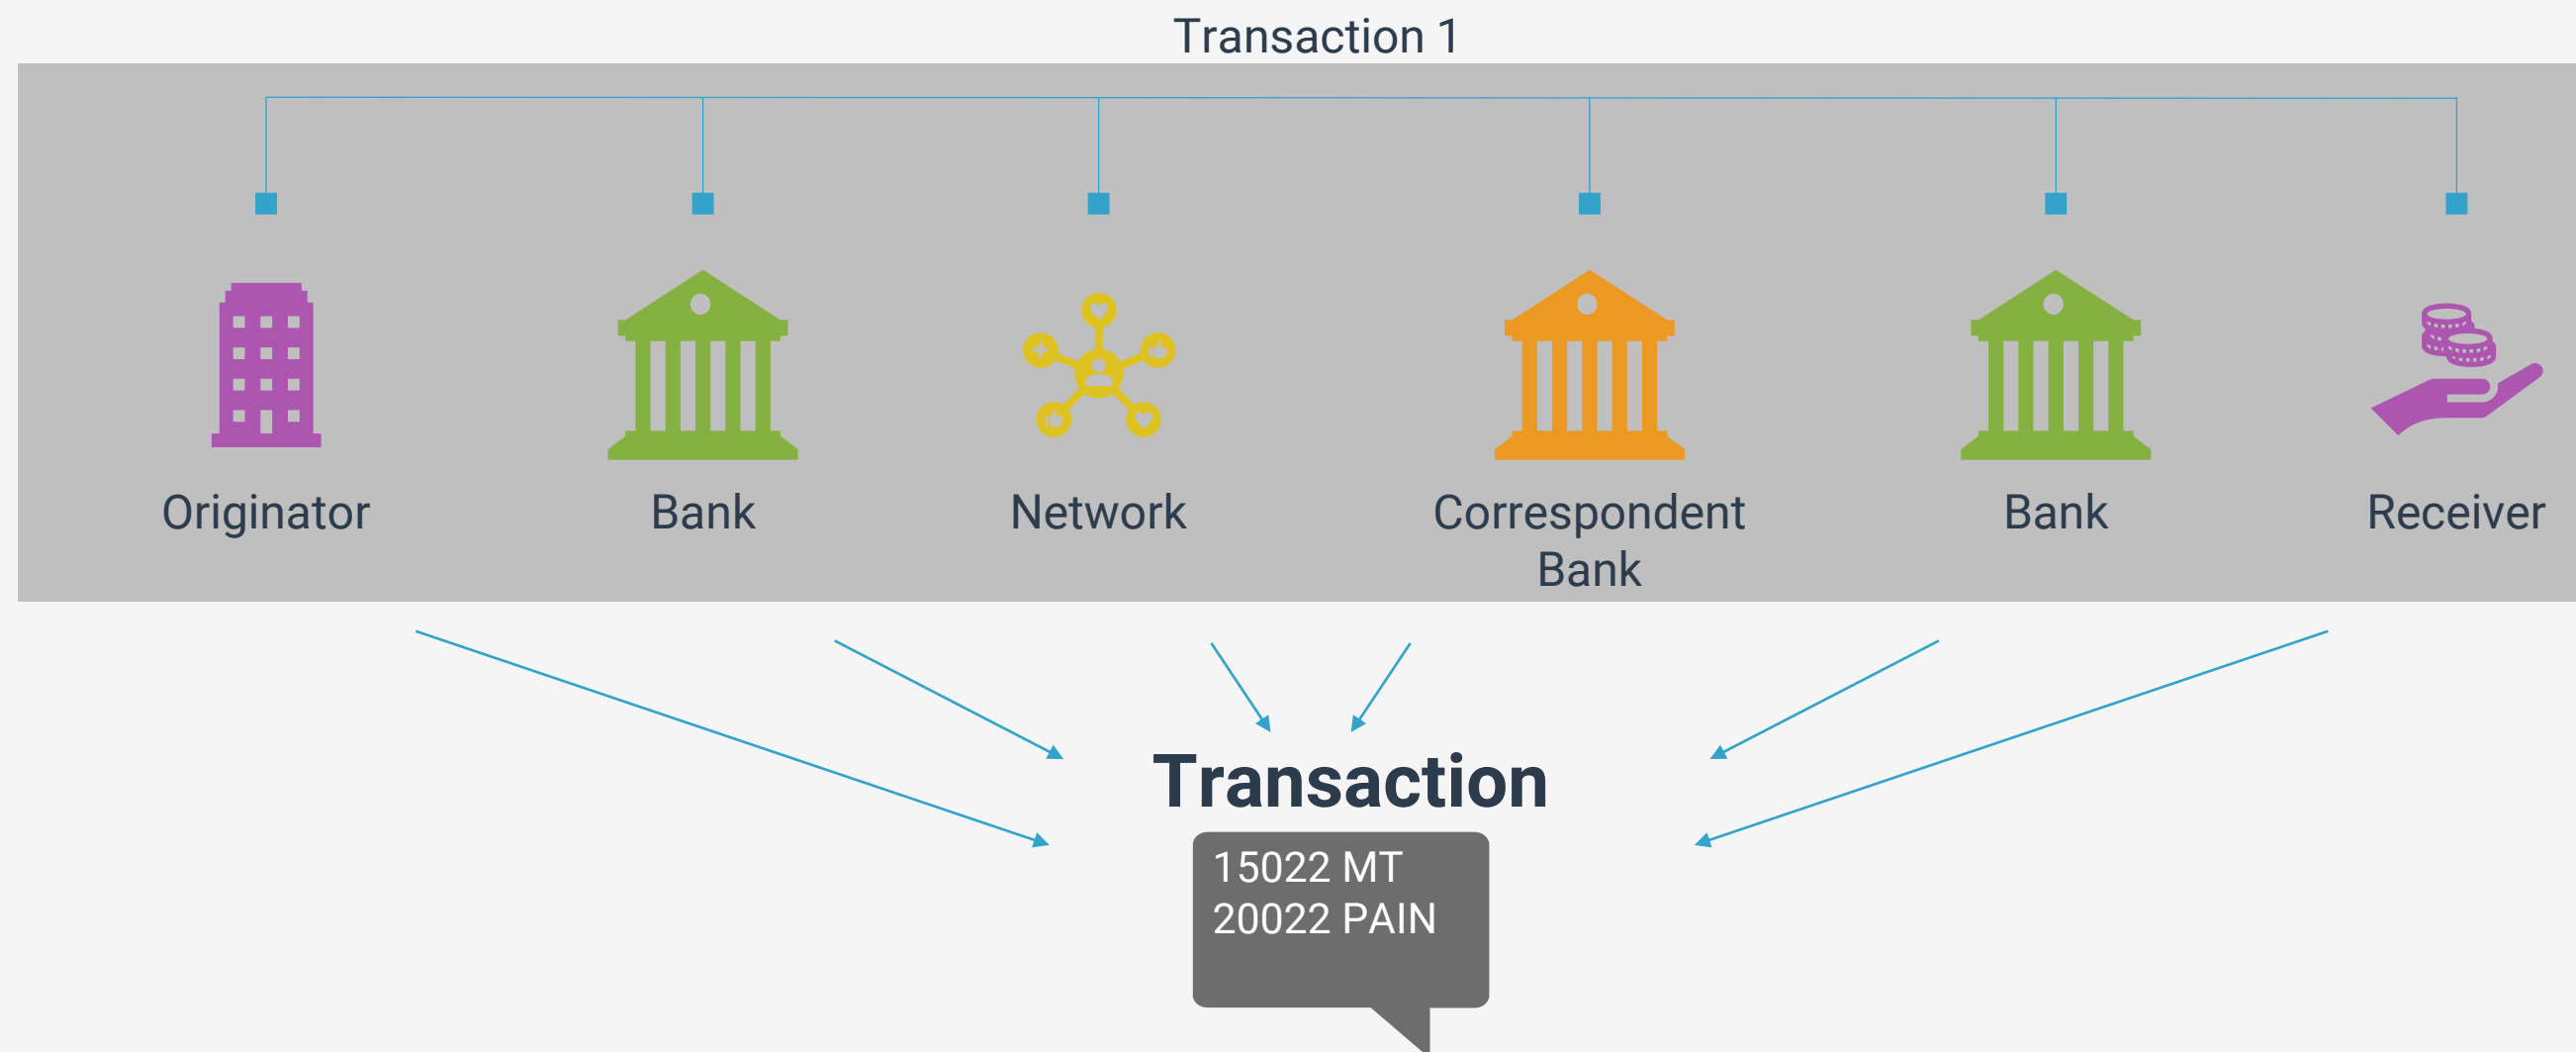 Transaction 1
Originator
Bank
Network
Correspondent
Bank
Bank
Receiver
Transaction
15022 MT
20022 PAIN